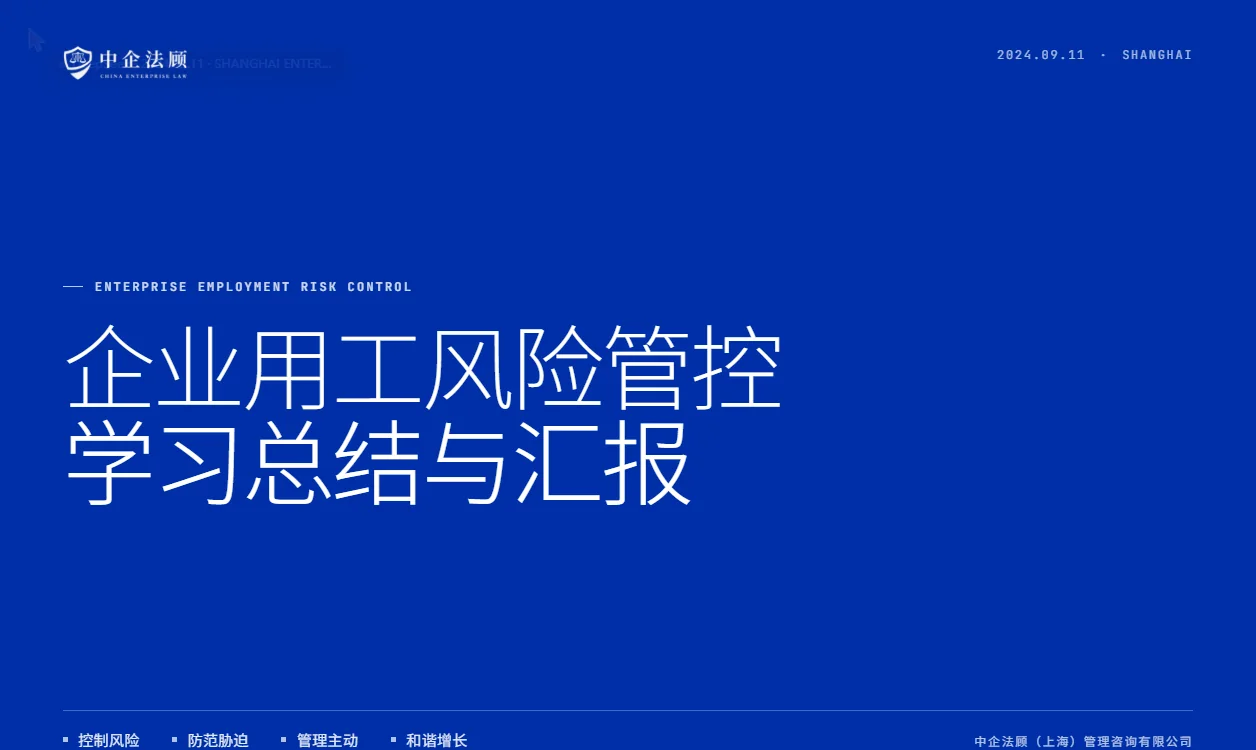 中企法顾
CHINA ENTERPRISE LAW
11 - SHANGHAI ENTER...
2024.09.11 · SHANGHAI
ENTERPRISE EMPLOYMENT RISK CONTROL
企业用工风险管控
学习总结与汇报
控制风险 防范胁迫 管理主动 和谐增长
中企法顾（上海）管理咨询有限公司